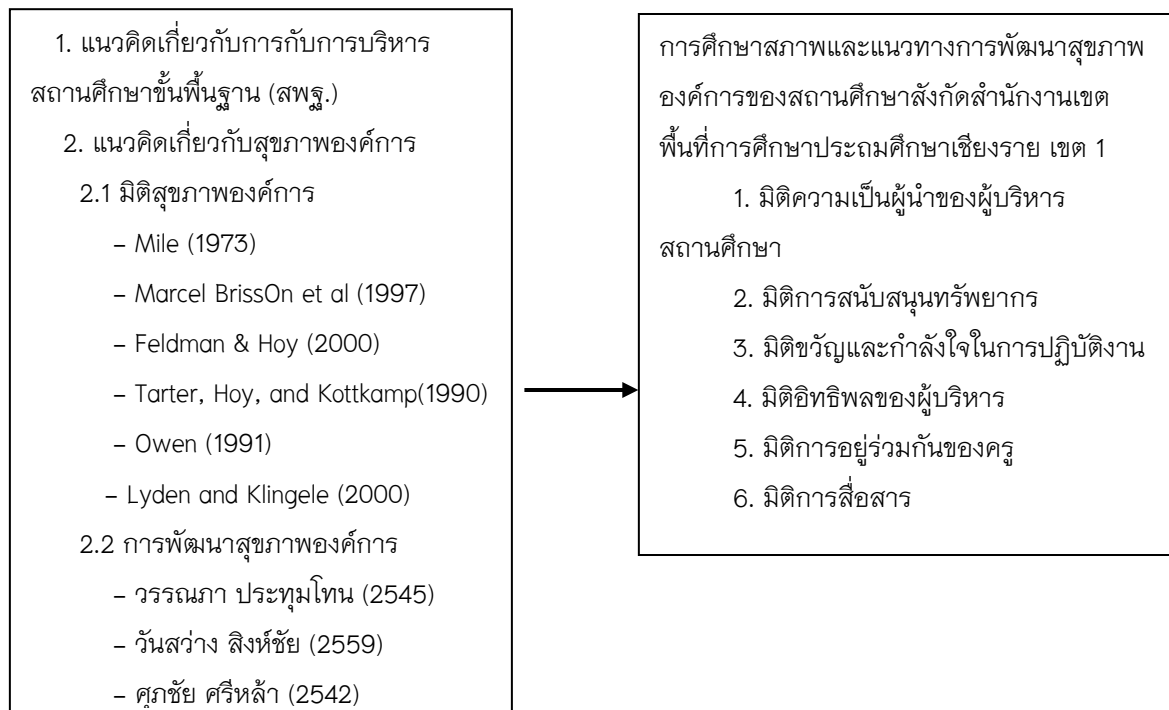 1. แนวคิดเกี่ยวกับการกับการบริหาร
สถานศึกษาขั้นพื้นฐาน (สพฐ.)
2. แนวคิดเกี่ยวกับสุขภาพองค์การ
2.1 มิติสุขภาพองค์การ
– Mile (1973)
– Marcel BrissOn et al (1997)
– Feldman & Hoy (2000)
– Tarter, Hoy, and Kottkamp(1990)
– Owen (1991)
– Lyden and Klingele (2000)
2.2 การพัฒนาสุขภาพองค์การ
– วรรณภา ประทุมโทน (2545)
– วันสว่าง สิงห์ชัย (2559)
– ศุภชัย ศรีหล้า (2542)
การศึกษาสภาพและแนวทางการพัฒนาสุขภาพ
องค์การของสถานศึกษาสังกัดสำนักงานเขต
พื้นที่การศึกษาประถมศึกษาเชียงราย เขต 1
1. มิติความเป็นผู้นำของผู้บริหาร
สถานศึกษา
2. มิติการสนับสนุนทรัพยากร
3. มิติขวัญและกำลังใจในการปฏิบัติงาน
4. มิติอิทธิพลของผู้บริหาร
5. มิติการอยู่ร่วมกันของครู
6. มิติการสื่อสาร